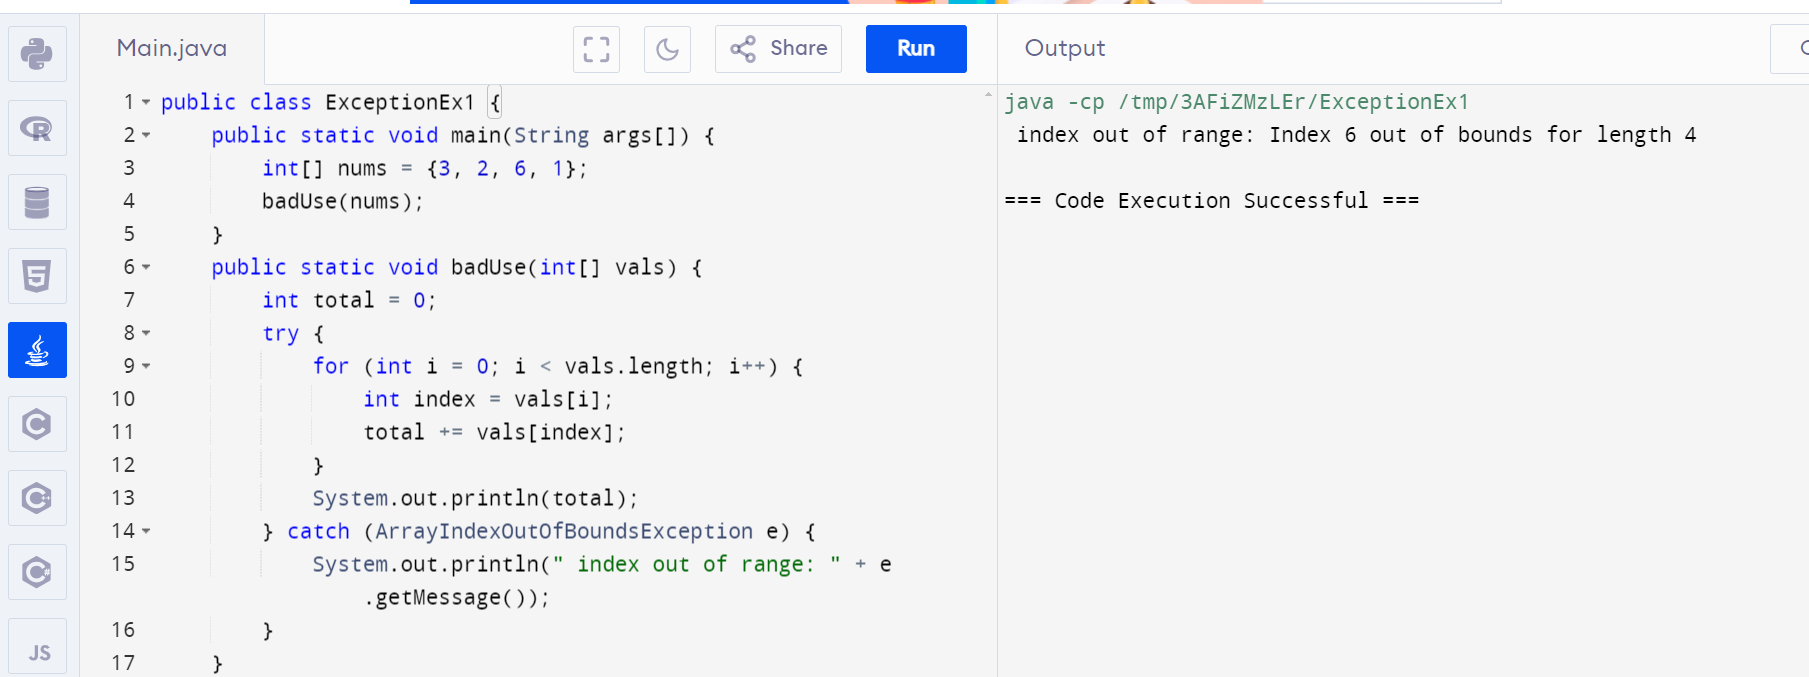 Main.java
Share
Run
Output
1 public class ExceptionEx1 {
2 public static void main(String args[]) {
3 int[] nums = {3, 2, 6, 1};
4 badUse(nums);
5 }
6 public static void badUse(int[] vals) {
7 int total = 0;
8 try {
9 for (int i = 0; i < vals.length; i++) {
10 int index = vals[i];
11 total += vals[index];
12 }
13 System.out.println(total);
14 } catch (ArrayIndexOutOfBoundsException e) {
15 System.out.println(" index out of range: " + e
.getMessage());
16 }
17 }
java -cp /tmp/3AFiZMzLEr/ExceptionEx1
index out of range: Index 6 out of bounds for length 4
=== Code Execution Successful ===
R
5
C
C++
C#
JS